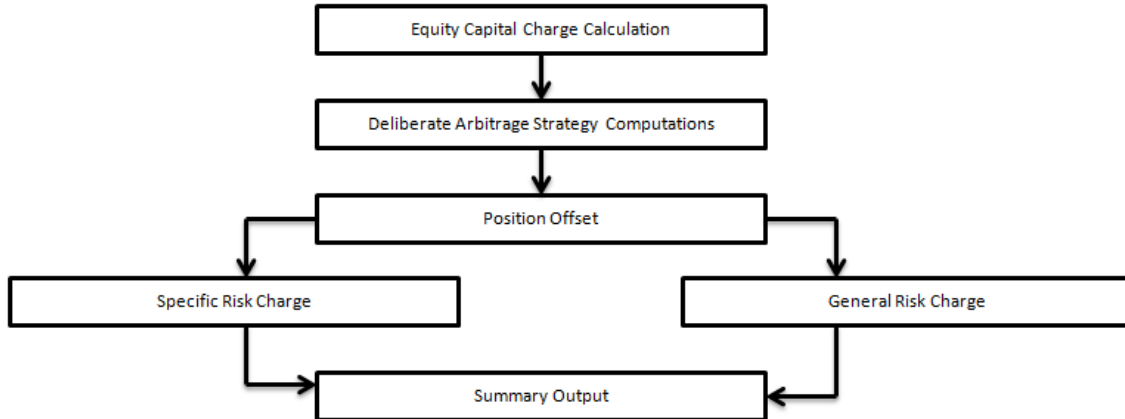 Equity Capital Charge Calculation
Deliberate Arbitrage Strategy Computations
Position Offset
Specific Risk Charge
General Risk Charge
Summary Output